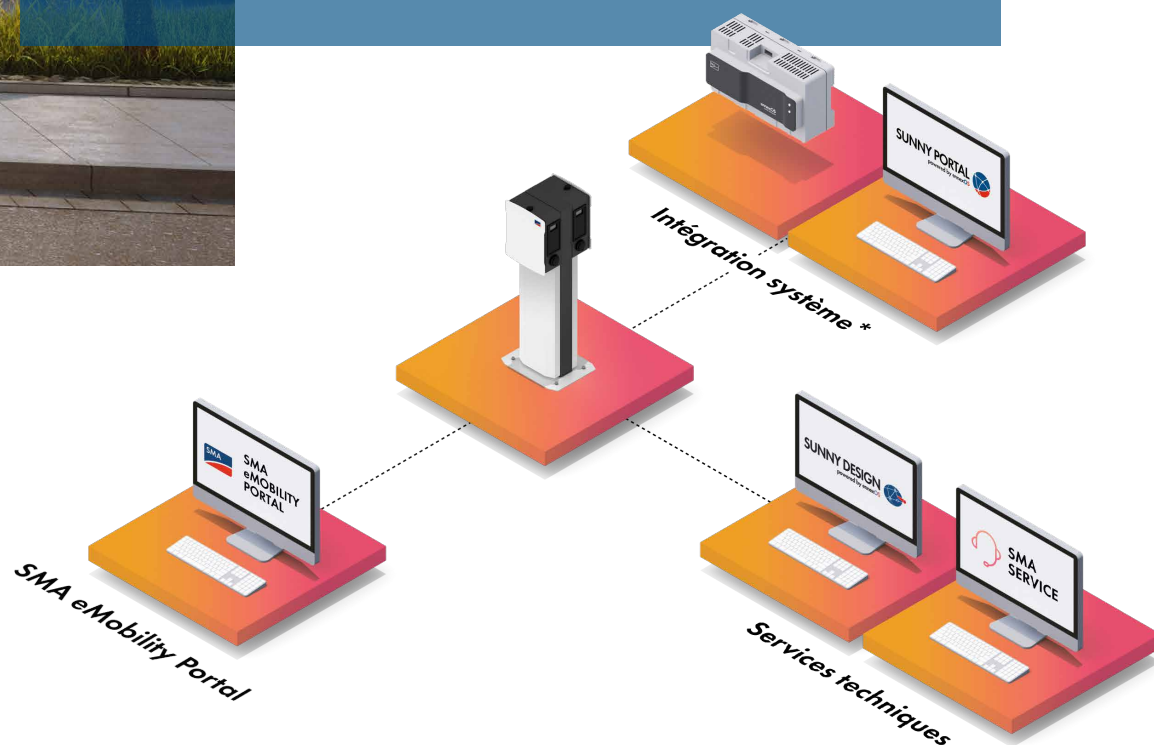 SUNNY PORTAL
powered by ennexOS
Intégration système *
SMA
SMA
eMOBILITY
PORTAL
SMA eMobility Portal
SUNNY DESIGN
powered by ennexOS
SMA
SERVICE
Services techniques